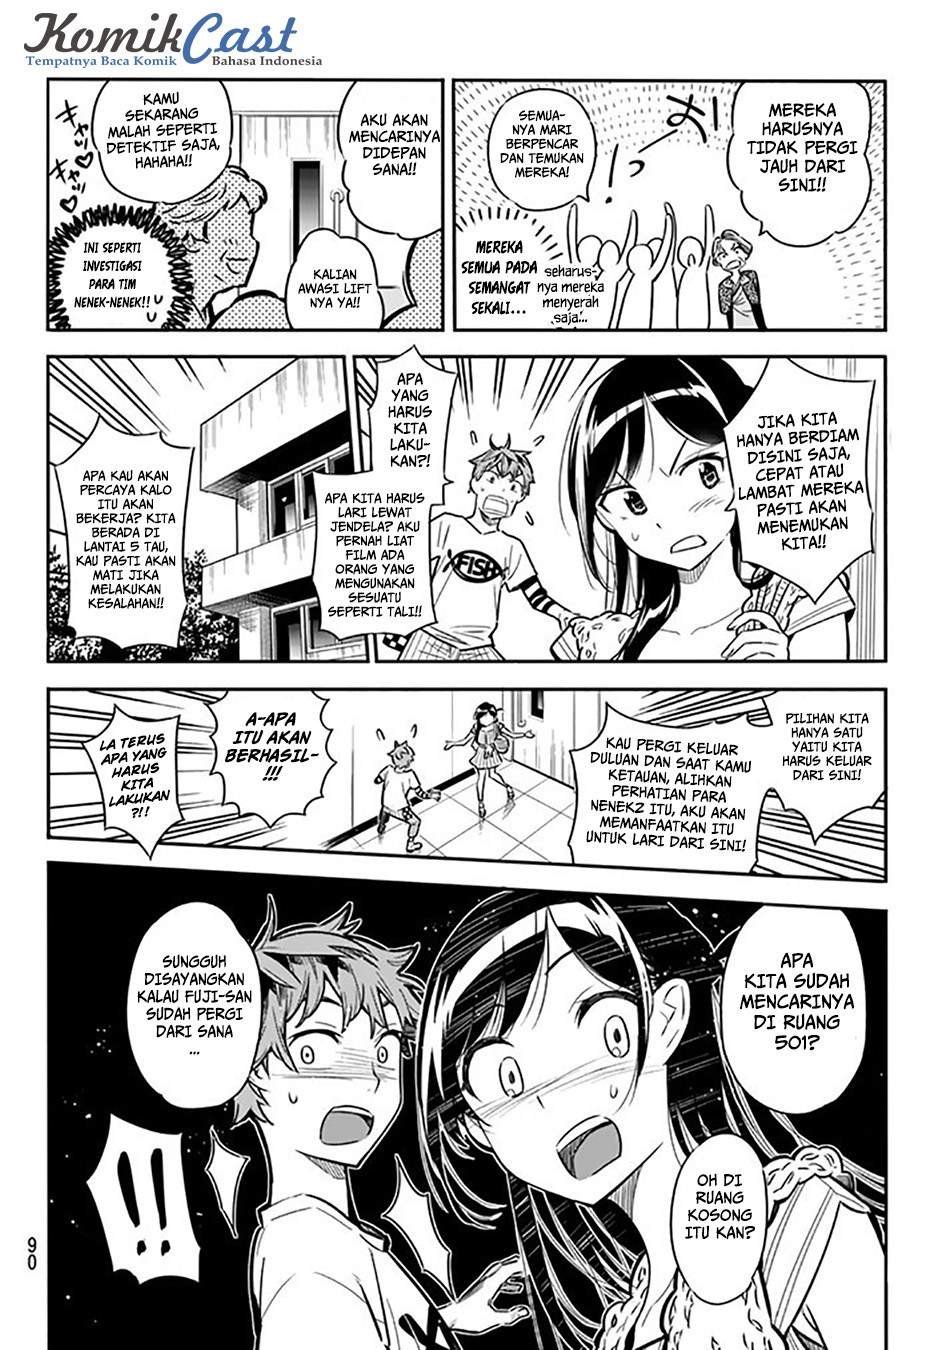 KomikCast
Tempatnya Baca Komik Bahasa Indonesia
MEREKA
HARUSNYA
TIDAK PERGI
JAUH DARI
SINI!!
お
ー
っ
!
SEMUA-
NYA MARI
BERPENCAR
DAN TEMUKAN
MEREKA!
MEREKA
SEMUA PADA
SEMANGAT
SEKALI...
seharus-
nya mereka
menyerah
saja...
AKU AKAN
MENCARINYA
DIDEPAN
SANA!!
KAMU
SEKARANG
MALAH SEPERTI
DETEKTIF SAJA,
HAHAHA!!
KALIAN
AWASI LIFT
NYA YA!!
INI SEPERTI
INVESTIGASI
PARA TIM
NENEK-NENEK!!
JIKA KITA
HANYA BERDIAM
DISINI SAJA,
CEPAT ATAU
LAMBAT MEREKA
PASTI AKAN
MENEMUKAN
KITA!!
APA
YANG
HARUS
KITA
LAKU-
KAN?!
FISH
APA KITA HARUS
LARI LEWAT
JENDELA? AKU
PERNAH LIAT
FILM ADA
ORANG YANG
MENGUNAKAN
SESUATU
SEPERTI TALI!!
APA KAU AKAN
PERCAYA KALO
ITU AKAN
BEKERJA? KITA
BERADA DI
LANTAI 5 TAU,
KAU PASTI AKAN
MATI JIKA
MELAKUKAN
KESALAHAN!!
PILIHAN KITA
HANYA SATU
YAITU KITA
HARUS KELUAR
DARI SINI!
KAU PERGI KELUAR
DULUAN DAN SAAT KAMU
KETAUAN, ALIHKAN
PERHATIAN PARA
NENEK2 ITU, AKU AKAN
MEMANFAATKAN ITU
UNTUK LARI DARI SINI!
A-APA
ITU AKAN
BERHASIL-
!!!
LA TERUS
APA YANG
HARUS
KITA
LAKUKAN
?!!
APA
KITA SUDAH
MENCARINYA
DI RUANG
501?
OH DI
RUANG
KOSONG
ITU KAN?
SUNGGUH
DISAYANGKAN
KALAU FUJI-SAN
SUDAH PERGI
DARI SANA
...
!!
90